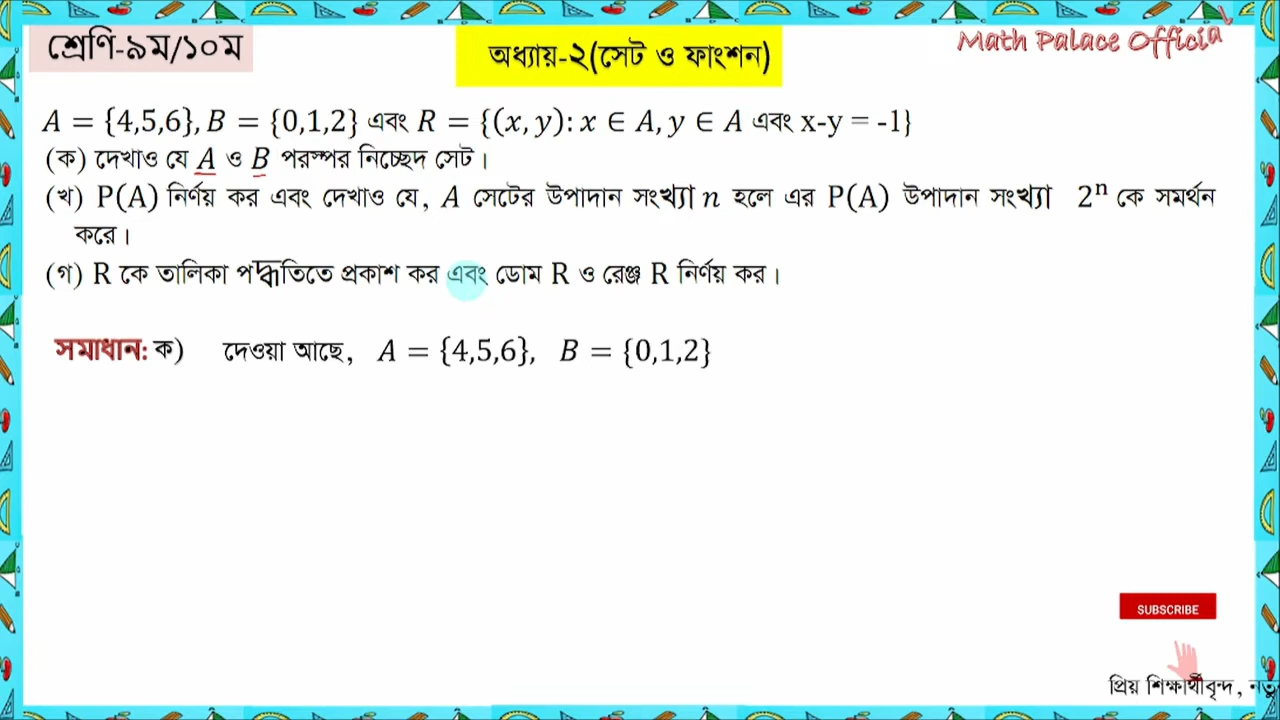 শ্রেণি-৯ম/১০ম
অধ্যায়-২(সেট ও ফাংশন)
Math Palace Official
A = {4,5,6}, B = {0,1,2} এবং R = {(x, y): x ∈ A, y ∈ A এবং x-y = -1}
(ক) দেখাও যে A ও B পরস্পর নিচ্ছেদ সেট।
(খ) P(A) নির্ণয় কর এবং দেখাও যে, A সেটের উপাদান সংখ্যা n হলে এর P(A) উপাদান সংখ্যা 2ⁿ কে সমর্থন
করে।
(গ) R কে তালিকা পদ্ধতিতে প্রকাশ কর এবং ডোম R ও রেঞ্জ R নির্ণয় কর।
সমাধান: ক) দেওয়া আছে, A = {4,5,6}, B = {0,1,2}
SUBSCRIBE
প্রিয় শিক্ষার্থীবৃন্দ, নতু